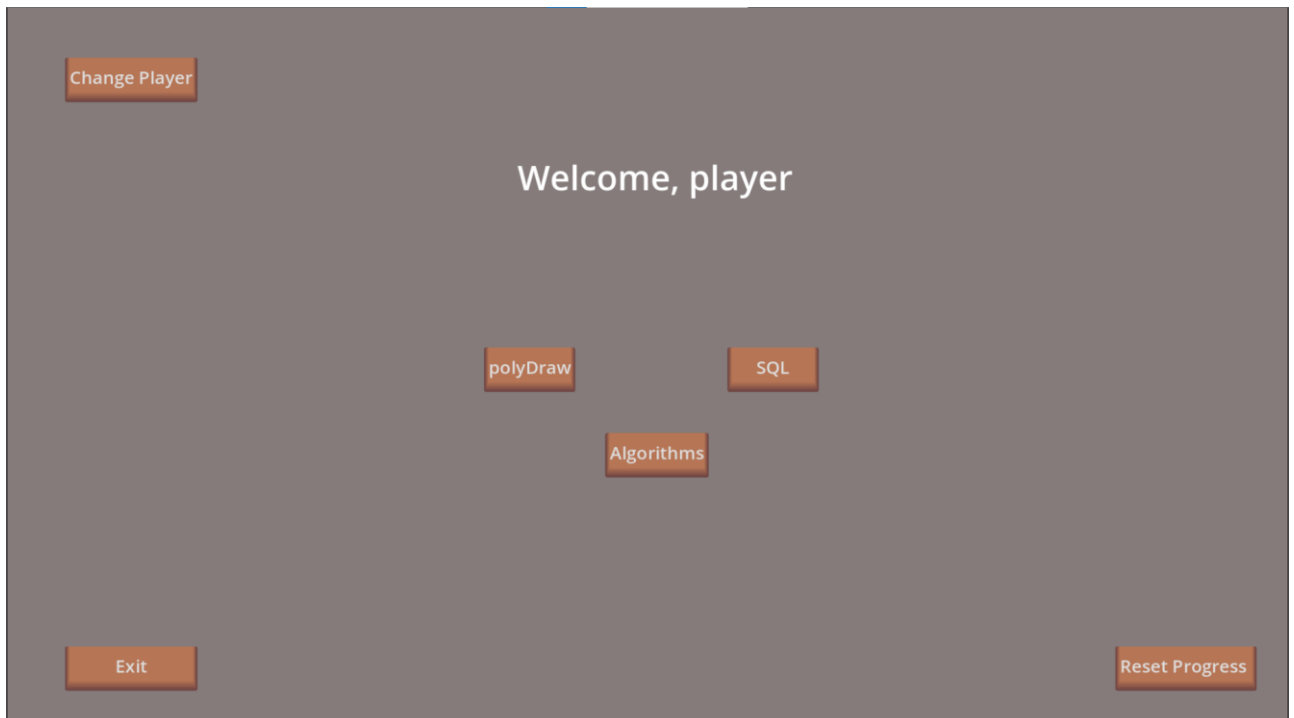 Change Player
Welcome, player
polyDraw
SQL
Algorithms
Exit
Reset Progress